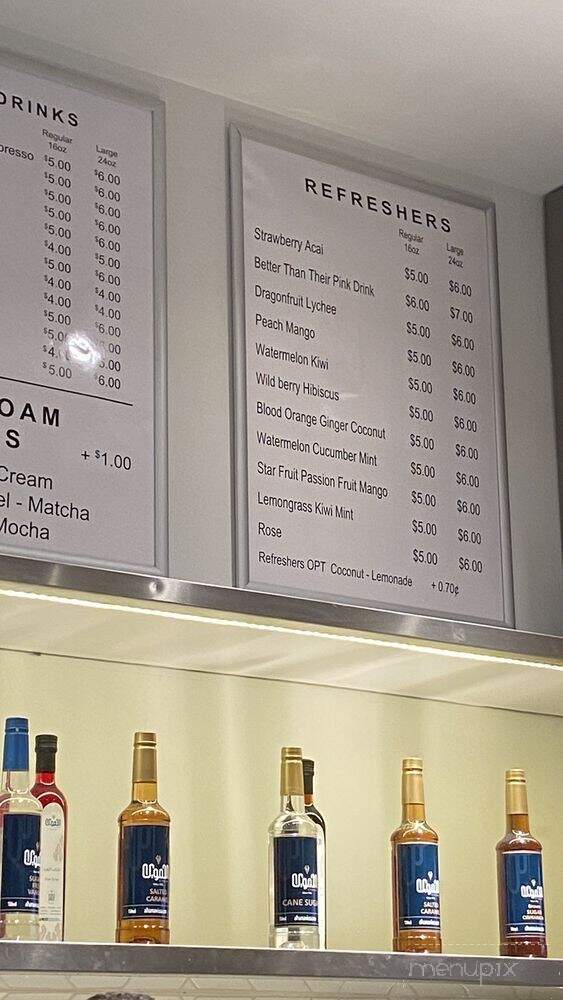 DRINKS
Regular
16oz
Large
24oz
$5.00 $6.00
$5.00 $6.00
$5.00 $6.00
$5.00 $6.00
$5.00 $6.00
$4.00 $5.00
$5.00 $6.00
$4.00 $4.00
$4.00 $4.00
$5.00 $6.00
$5.00
$5.00 $6.00
OAM
S
+ $1.00
Cream
- Matcha
Mocha
REFRESHERS
Regular
16oz
Large
24oz
Strawberry Acai $5.00 $6.00
Better Than Their Pink Drink $6.00 $7.00
Dragonfruit Lychee $5.00 $6.00
Peach Mango $5.00 $6.00
Watermelon Kiwi $5.00 $6.00
Wild berry Hibiscus $5.00 $6.00
Blood Orange Ginger Coconut $5.00 $6.00
Watermelon Cucumber Mint $5.00 $6.00
Star Fruit Passion Fruit Mango $5.00 $6.00
Lemongrass Kiwi Mint $5.00 $6.00
Rose $5.00 $6.00
Refreshers OPT Coconut - Lemonade + 0.70¢
SALTED
CARAMEL
CANE SUGAR
SALTED
CARAMEL
BROWN
SUGAR
menupix